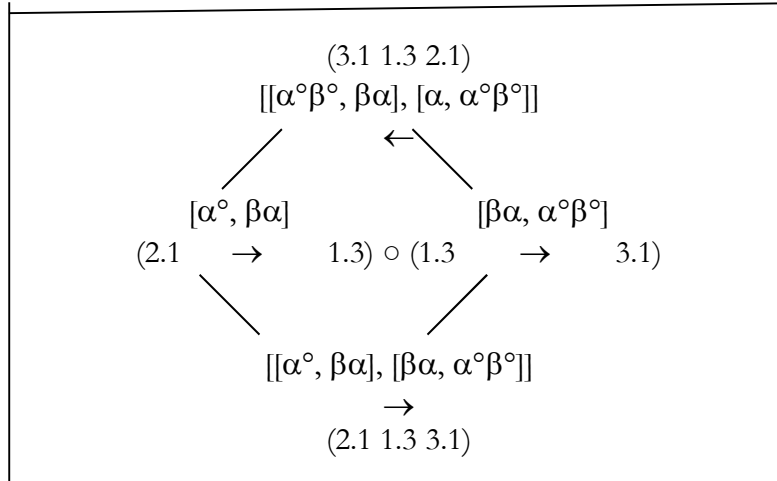 (3.1 1.3 2.1)
[[α°β°, βα], [α, α°β°]]
←
[α°, βα] [βα, α°β°]
(2.1 → 1.3) ○ (1.3 → 3.1)
[[α°, βα], [βα, α°β°]]
→
(2.1 1.3 3.1)